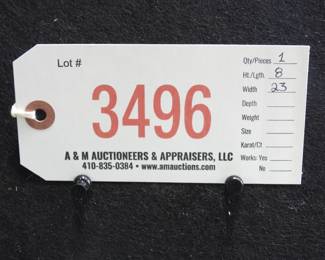 Lot #
3496
A & M AUCTIONEERS & APPRAISERS, LLC
410-835-0384 • www.amauctions.com
Qty/Pieces 1
Ht./Lgth. 8
Width 23
Depth
Weight
Size
Karat/Ct
Works: Yes
No